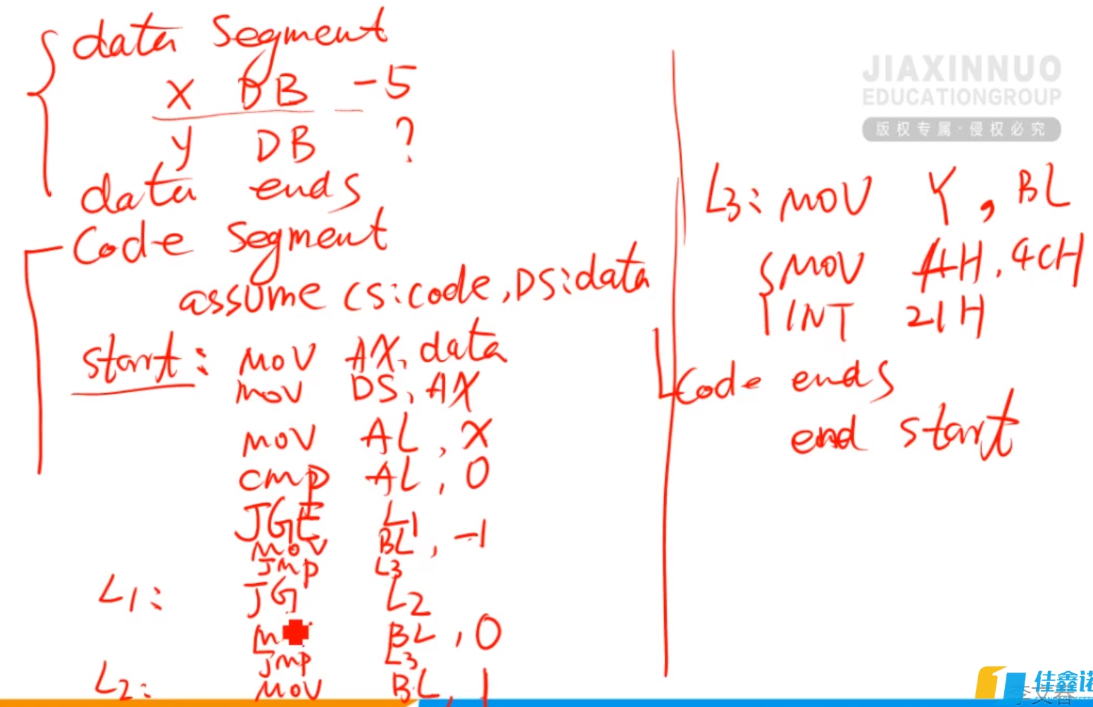 data segment
X DB -5
Y DB ?
data ends
Code segment
assume CS:code,DS:data
start: MOV AX,data
MOV DS,AX
MOV AL,X
cmp AL,0
JGE L1
MOV BL,-1
JMP L3
L1: JG L2
BL,0
JMP L3
L2: MOV BL,1
L3: MOV Y,BL
MOV AH,4CH
INT 21H
Code ends
end start
JIAXINNUO
EDUCATIONGROUP
版权专属·侵权必究
佳鑫诺